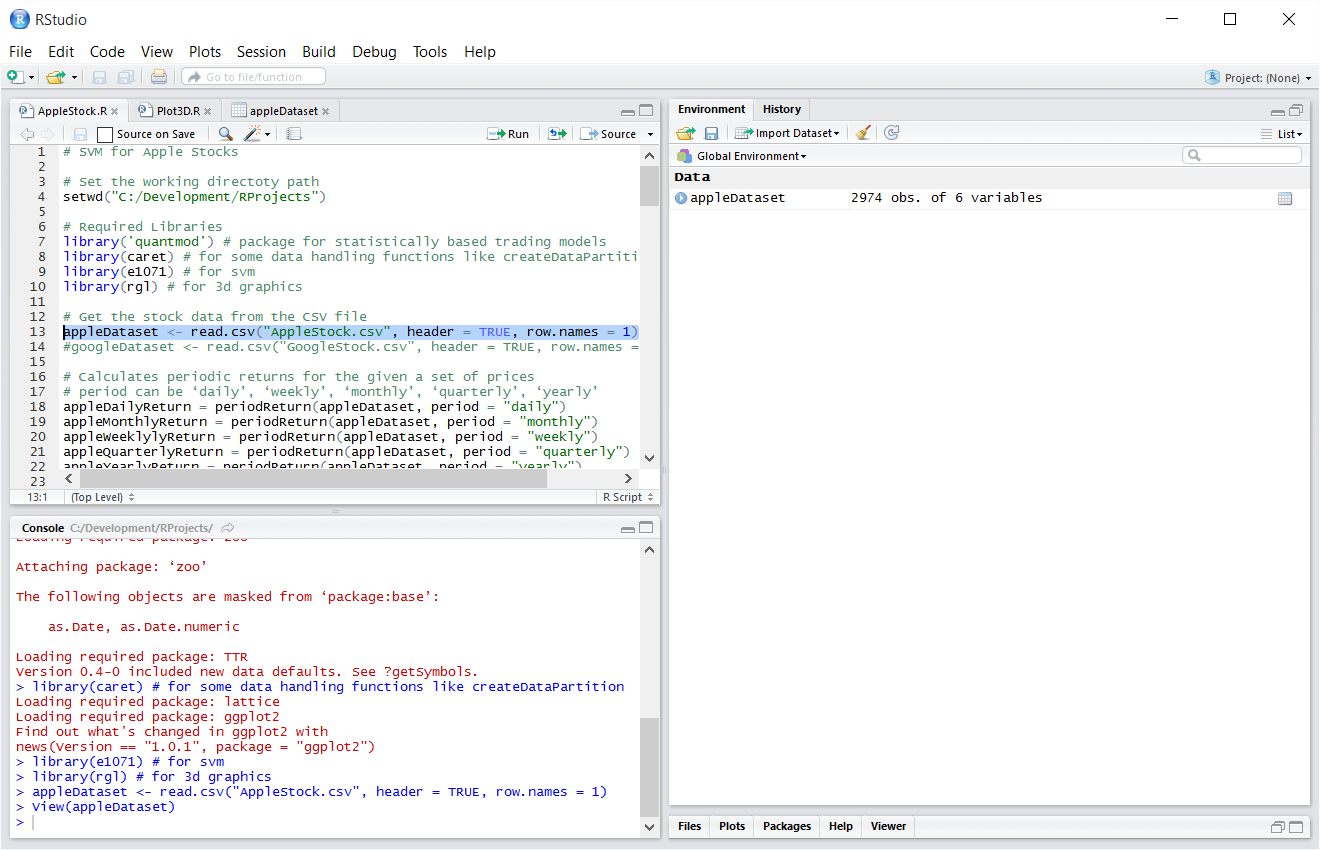 RStudio
File Edit Code View Plots Session Build Debug Tools Help
Go to file/function
Project: (None)
AppleStock.R
Plot3D.R
appleDataset
Source on Save
Run
Source
1 # SVM for Apple Stocks
2
3 # Set the working directoty path
4 setwd("C:/Development/RProjects")
5
6 # Required Libraries
7 library('quantmod') # package for statistically based trading models
8 library(caret) # for some data handling functions like createDataPartiti
9 library(e1071) # for svm
10 library(rgl) # for 3d graphics
11
12 # Get the stock data from the CSV file
13 appleDataset <- read.csv("AppleStock.csv", header = TRUE, row.names = 1)
14 #googleDataset <- read.csv("GoogleStock.csv", header = TRUE, row.names =
15
16 # Calculates periodic returns for the given a set of prices
17 # period can be ‘daily’, ‘weekly’, ‘monthly’, ‘quarterly’, ‘yearly’
18 appleDailyReturn = periodReturn(appleDataset, period = "daily")
19 appleMonthlyReturn = periodReturn(appleDataset, period = "monthly")
20 appleWeeklylyReturn = periodReturn(appleDataset, period = "weekly")
21 appleQuarterlyReturn = periodReturn(appleDataset, period = "quarterly")
22 appleYearlyReturn = periodReturn(appleDataset, period = "yearly")
23
13:1 (Top Level) R Script
Console C:/Development/RProjects/
Loading required package: zoo

Attaching package: ‘zoo’

The following objects are masked from ‘package:base’:

as.Date, as.Date.numeric

Loading required package: TTR
Version 0.4-0 included new data defaults. See ?getSymbols.
> library(caret) # for some data handling functions like createDataPartition
Loading required package: lattice
Loading required package: ggplot2
Find out what's changed in ggplot2 with
news(Version == "1.0.1", package = "ggplot2")
> library(e1071) # for svm
> library(rgl) # for 3d graphics
> appleDataset <- read.csv("AppleStock.csv", header = TRUE, row.names = 1)
> View(appleDataset)
>
Environment History
Import Dataset
List
Global Environment
Data
appleDataset 2974 obs. of 6 variables
Files Plots Packages Help Viewer